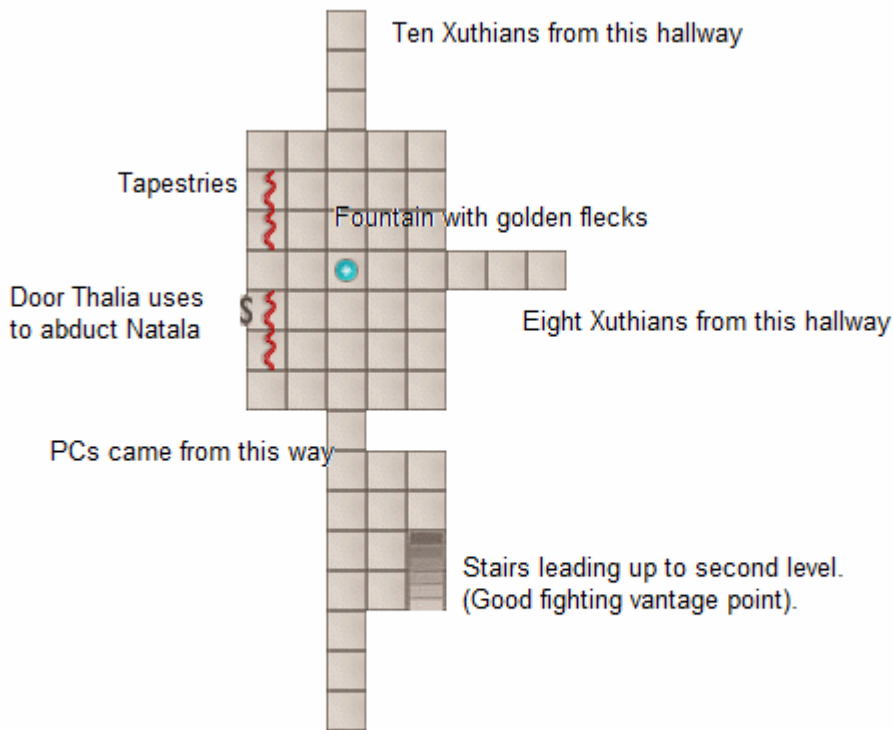 Ten Xuthians from this hallway
Tapestries
Fountain with golden flecks
Door Thalia uses
to abduct Natala
S
Eight Xuthians from this hallway
PCs came from this way
Stairs leading up to second level.
(Good fighting vantage point).